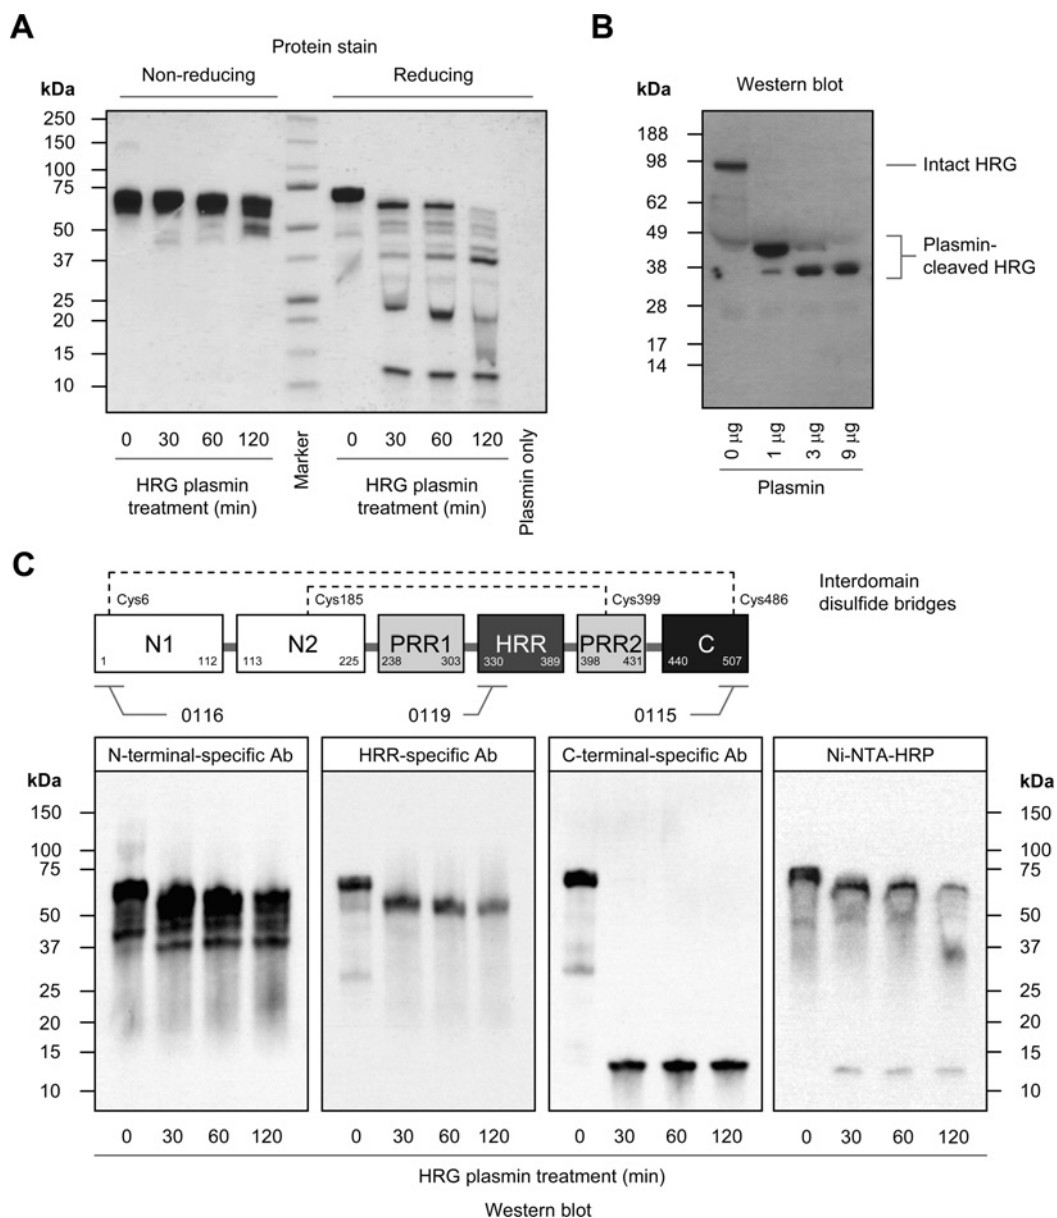 A
Protein stain
Non-reducing
Reducing
kDa
250
150
100
75
50
37
25
20
15
10
0 30 60 120
Marker
0 30 60 120
Plasmin only
HRG plasmin
treatment (min)
HRG plasmin
treatment (min)
B
Western blot
kDa
188
98
62
49
38
28
17
14
Intact HRG
Plasmin-
cleaved HRG
0 µg
1 µg
3 µg
9 µg
Plasmin
C
Cys6
Cys185
Cys399
Cys486
Interdomain
disulfide bridges
N1
1 112
N2
113 225
PRR1
238 303
HRR
330 389
PRR2
398 431
C
440 507
0116
0119
0115
N-terminal-specific Ab
HRR-specific Ab
C-terminal-specific Ab
Ni-NTA-HRP
kDa
150
100
75
50
37
25
20
15
10
kDa
150
100
75
50
37
25
20
15
10
0 30 60 120
0 30 60 120
0 30 60 120
0 30 60 120
HRG plasmin treatment (min)
Western blot